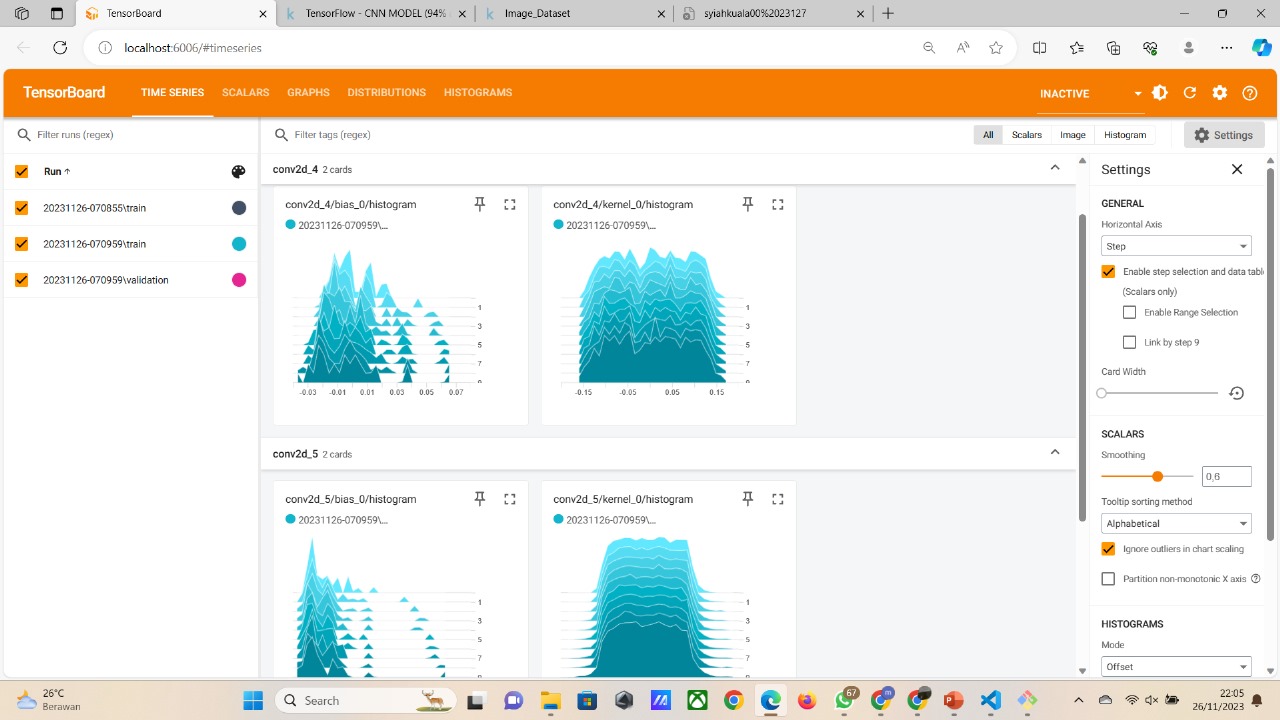 TensorBoard
TensorFlow - CNN MODEL (94%
Image_Dataset
syiahkuala00%2023127
localhost:6006/#timeseries
TensorBoard
TIME SERIES
SCALARS
GRAPHS
DISTRIBUTIONS
HISTOGRAMS
INACTIVE
Filter runs (regex)
Filter tags (regex)
All
Scalars
Image
Histogram
Settings
Run
20231126-070855\train
20231126-070959\train
20231126-070959\validation
conv2d_4 2 cards
conv2d_4/bias_0/histogram
20231126-070959\...
1
3
5
7
9
-0.03 -0.01 0.01 0.03 0.05 0.07
conv2d_4/kernel_0/histogram
20231126-070959\...
1
3
5
7
9
-0.15 -0.05 0.05 0.15
conv2d_5 2 cards
conv2d_5/bias_0/histogram
20231126-070959\...
1
3
5
7
conv2d_5/kernel_0/histogram
20231126-070959\...
1
3
5
7
Settings
GENERAL
Horizontal Axis
Step
Enable step selection and data table
(Scalars only)
Enable Range Selection
Link by step 9
Card Width
SCALARS
Smoothing
0,6
Tooltip sorting method
Alphabetical
Ignore outliers in chart scaling
Partition non-monotonic X axis
HISTOGRAMS
Mode
Offset
26°C
Berawan
Search
67
22:05
26/11/2023